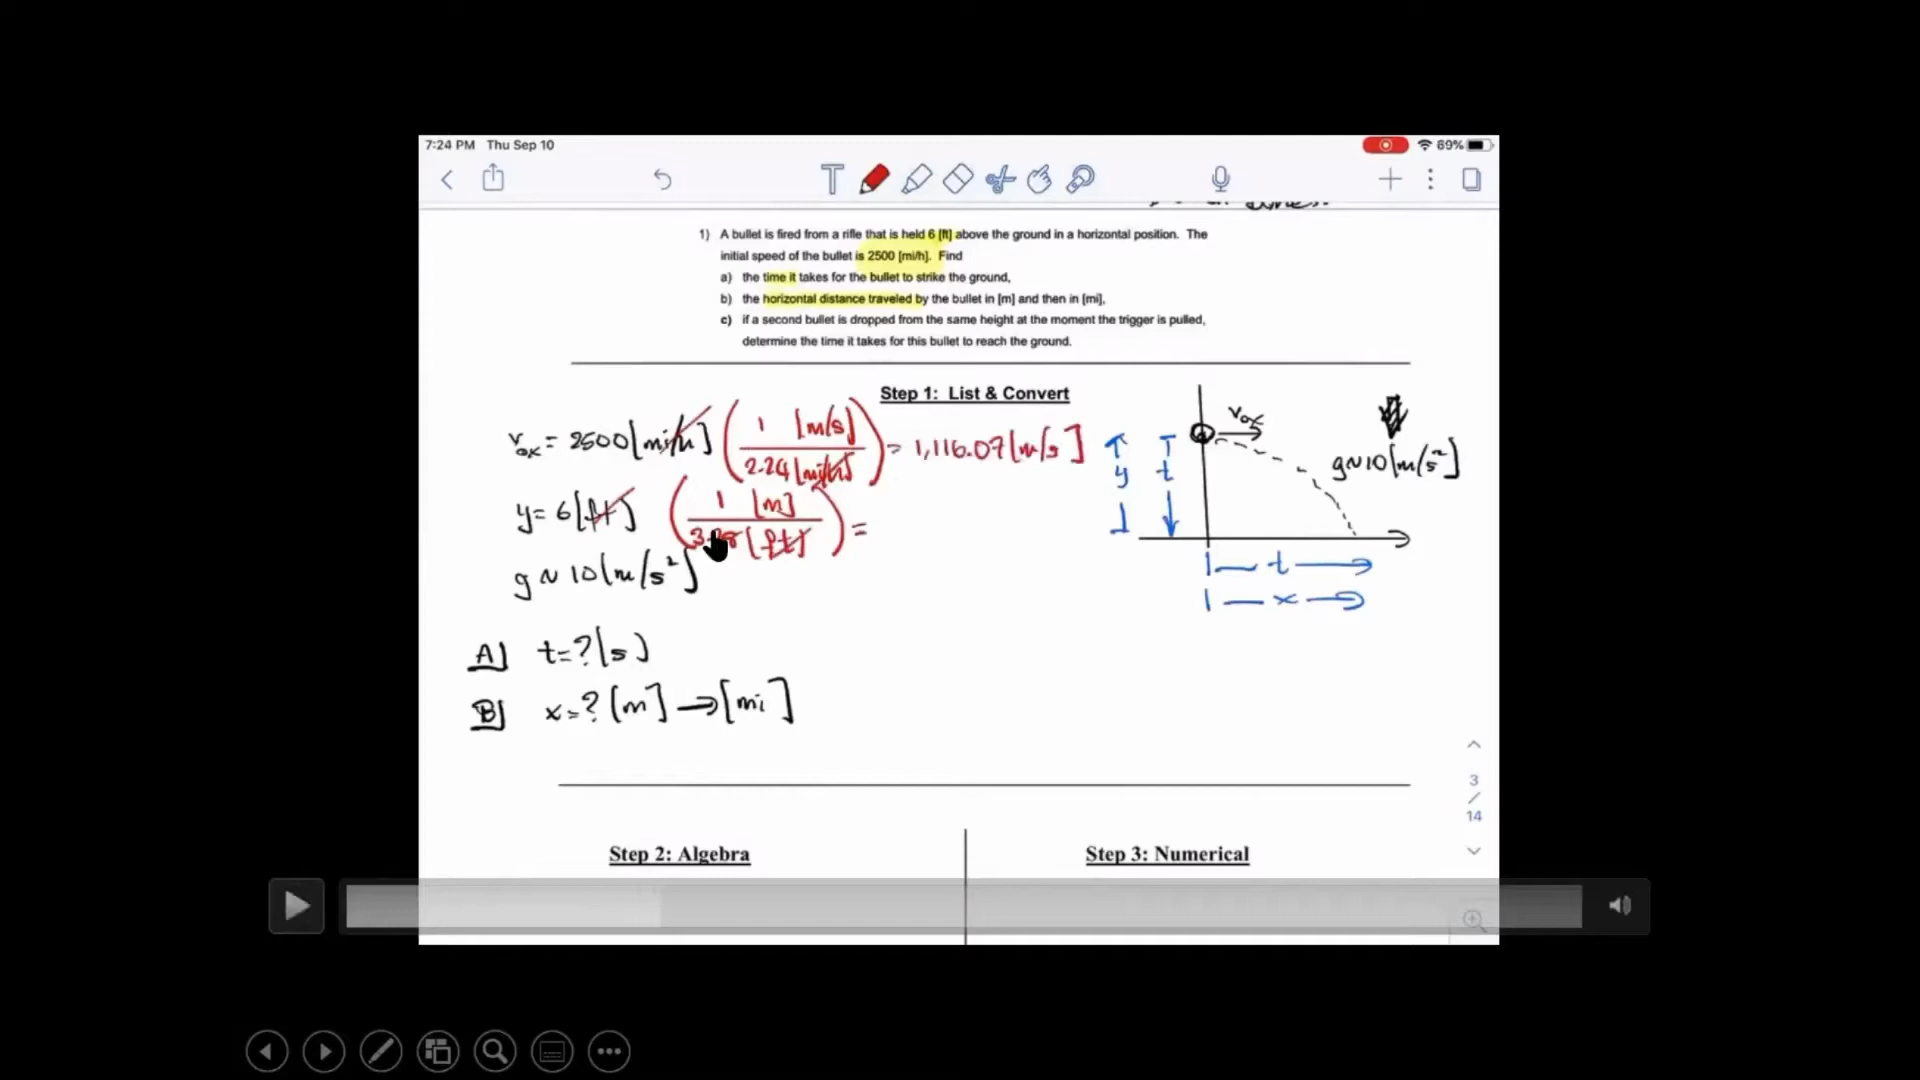 7:24 PM Thu Sep 10
69%
1) A bullet is fired from a rifle that is held 6 [ft] above the ground in a horizontal position. The
initial speed of the bullet is 2500 [mi/h]. Find
a) the time it takes for the bullet to strike the ground,
b) the horizontal distance traveled by the bullet in [m] and then in [mi],
c) if a second bullet is dropped from the same height at the moment the trigger is pulled,
determine the time it takes for this bullet to reach the ground.
Step 1: List & Convert
v₀ₓ = 2500 [mi/h] (1 [m/s] / 2.24 [mi/h]) = 1,116.07 [m/s]
y = 6 [ft] (1 [m] / [ft]) =
g ~ 10 [m/s²]
v₀ₓ
g ~ 10 [m/s²]
y t
t
x
A] t = ? [s]
B] x = ? [m] → [mi]
3
/
14
Step 2: Algebra
Step 3: Numerical